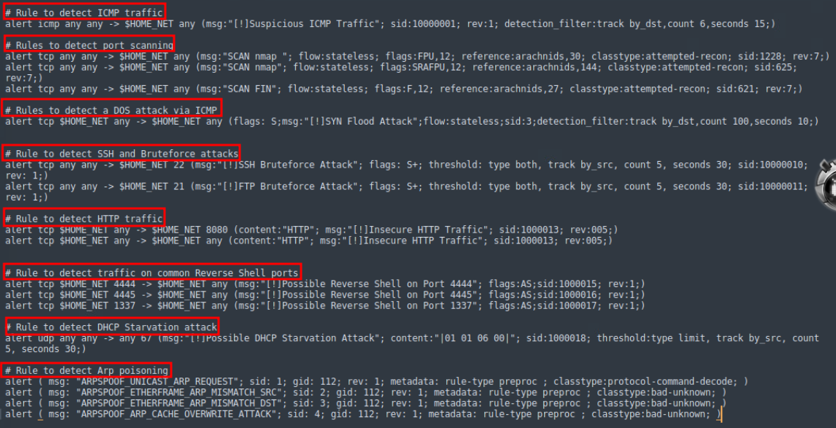 # Rule to detect ICMP traffic
alert icmp any any -> $HOME_NET any (msg:"[!]Suspicious ICMP Traffic"; sid:10000001; rev:1; detection_filter:track by_dst,count 6,seconds 15;)
# Rules to detect port scanning
alert tcp any any -> $HOME_NET any (msg:"SCAN nmap "; flow:stateless; flags:FPU,12; reference:arachnids,30; classtype:attempted-recon; sid:1228; rev:7;)
alert tcp any any -> $HOME_NET any (msg:"SCAN nmap"; flow:stateless; flags:SRAFPU,12; reference:arachnids,144; classtype:attempted-recon; sid:625;
rev:7;)
alert tcp any any -> $HOME_NET any (msg:"SCAN FIN"; flow:stateless; flags:F,12; reference:arachnids,27; classtype:attempted-recon; sid:621; rev:7;)
# Rules to detect a DOS attack via ICMP
alert tcp $HOME_NET any -> $HOME_NET any (flags: S;msg:"[!]SYN Flood Attack";flow:stateless;sid:3;detection_filter:track by_dst,count 100,seconds 10;)
# Rules to detect SSH and Bruteforce attacks
alert tcp any any -> $HOME_NET 22 (msg:"[!]SSH Bruteforce Attack"; flags: S+; threshold: type both, track by_src, count 5, seconds 30; sid:10000010;
rev: 1;)
alert tcp any any -> $HOME_NET 21 (msg:"[!]FTP Bruteforce Attack"; flags: S+; threshold: type both, track by_src, count 5, seconds 30; sid:10000011;
rev: 1;)
# Rule to detect HTTP traffic
alert tcp $HOME_NET any -> $HOME_NET 8080 (content:"HTTP"; msg:"[!]Insecure HTTP Traffic"; sid:1000013; rev:005;)
alert tcp $HOME_NET any -> $HOME_NET any (content:"HTTP"; msg:"[!]Insecure HTTP Traffic"; sid:1000013; rev:005;)
# Rule to detect traffic on common Reverse Shell ports
alert tcp $HOME_NET 4444 -> $HOME_NET any (msg:"[!]Possible Reverse Shell on Port 4444"; flags:AS;sid:1000015; rev:1;)
alert tcp $HOME_NET 4445 -> $HOME_NET any (msg:"[!]Possible Reverse Shell on Port 4445"; flags:AS;sid:1000016; rev:1;)
alert tcp $HOME_NET 1337 -> $HOME_NET any (msg:"[!]Possible Reverse Shell on Port 1337"; flags:AS;sid:1000017; rev:1;)
# Rule to detect DHCP Starvation attack
alert udp any any -> any 67 (msg:"[!]Possible DHCP Starvation Attack"; content:"|01 01 06 00|"; sid:1000018; threshold:type limit, track by_src, count
5, seconds 30;)
# Rule to detect Arp poisoning
alert ( msg: "ARPSPOOF_UNICAST_ARP_REQUEST"; sid: 1; gid: 112; rev: 1; metadata: rule-type preproc ; classtype:protocol-command-decode; )
alert ( msg: "ARPSPOOF_ETHERFRAME_ARP_MISMATCH_SRC"; sid: 2; gid: 112; rev: 1; metadata: rule-type preproc ; classtype:bad-unknown; )
alert ( msg: "ARPSPOOF_ETHERFRAME_ARP_MISMATCH_DST"; sid: 3; gid: 112; rev: 1; metadata: rule-type preproc ; classtype:bad-unknown; )
alert ( msg: "ARPSPOOF_ARP_CACHE_OVERWRITE_ATTACK"; sid: 4; gid: 112; rev: 1; metadata: rule-type preproc ; classtype:bad-unknown; )